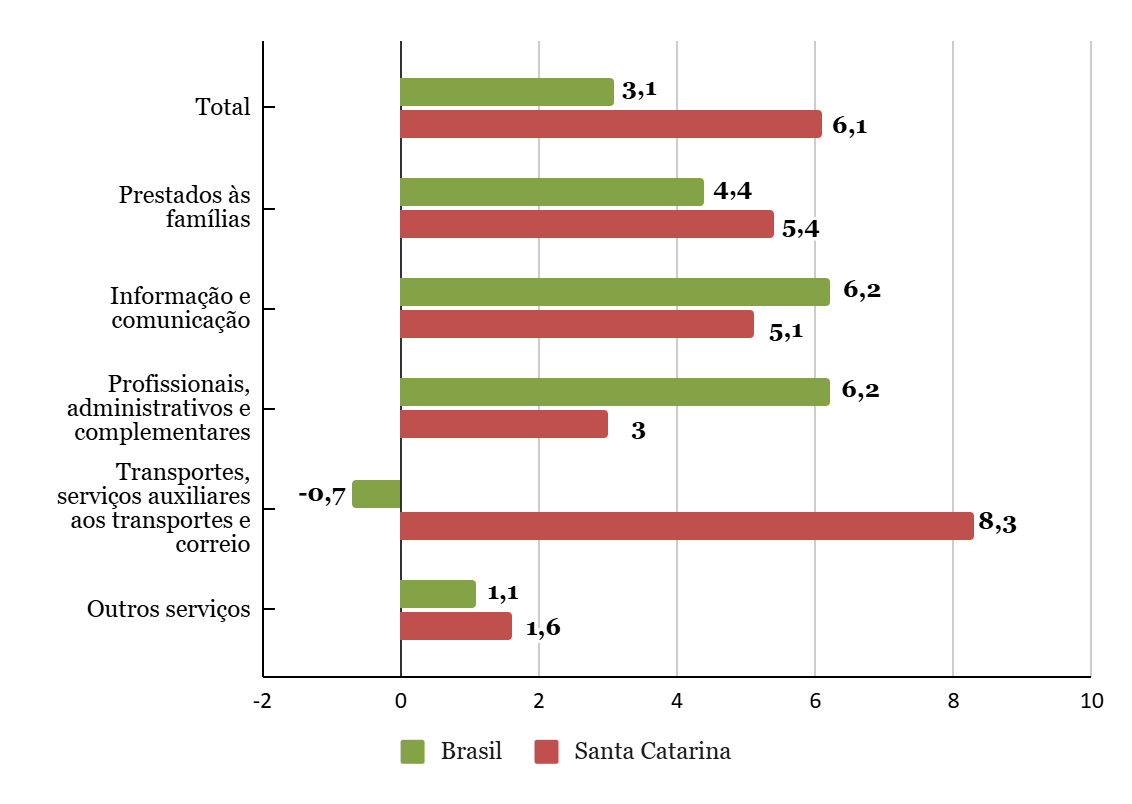 Total
3,1
6,1
Prestados às
famílias
4,4
5,4
Informação e
comunicação
6,2
5,1
Profissionais,
administrativos e
complementares
6,2
3
Transportes,
serviços auxiliares
aos transportes e
correio
-0,7
8,3
Outros serviços
1,1
1,6
-2 0 2 4 6 8 10
Brasil Santa Catarina